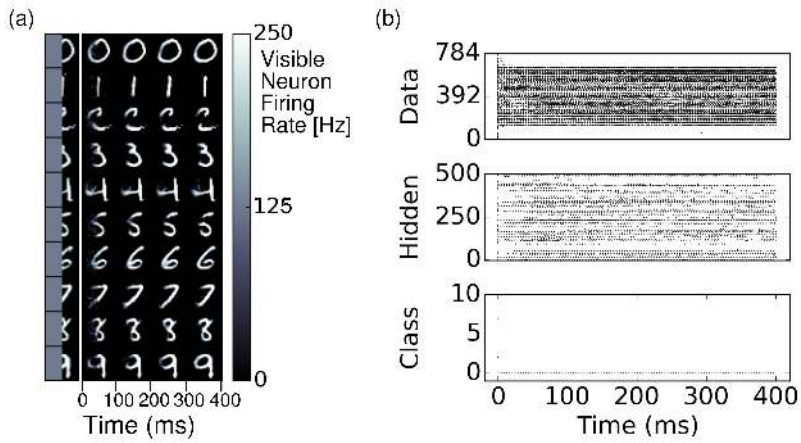 (a)
250
Visible
Neuron
Firing
Rate [Hz]
125
0
0 100 200 300 400
Time (ms)
(b)
784
392
0
Data
500
250
0
Hidden
10
5
0
Class
0 100 200 300 400
Time (ms)